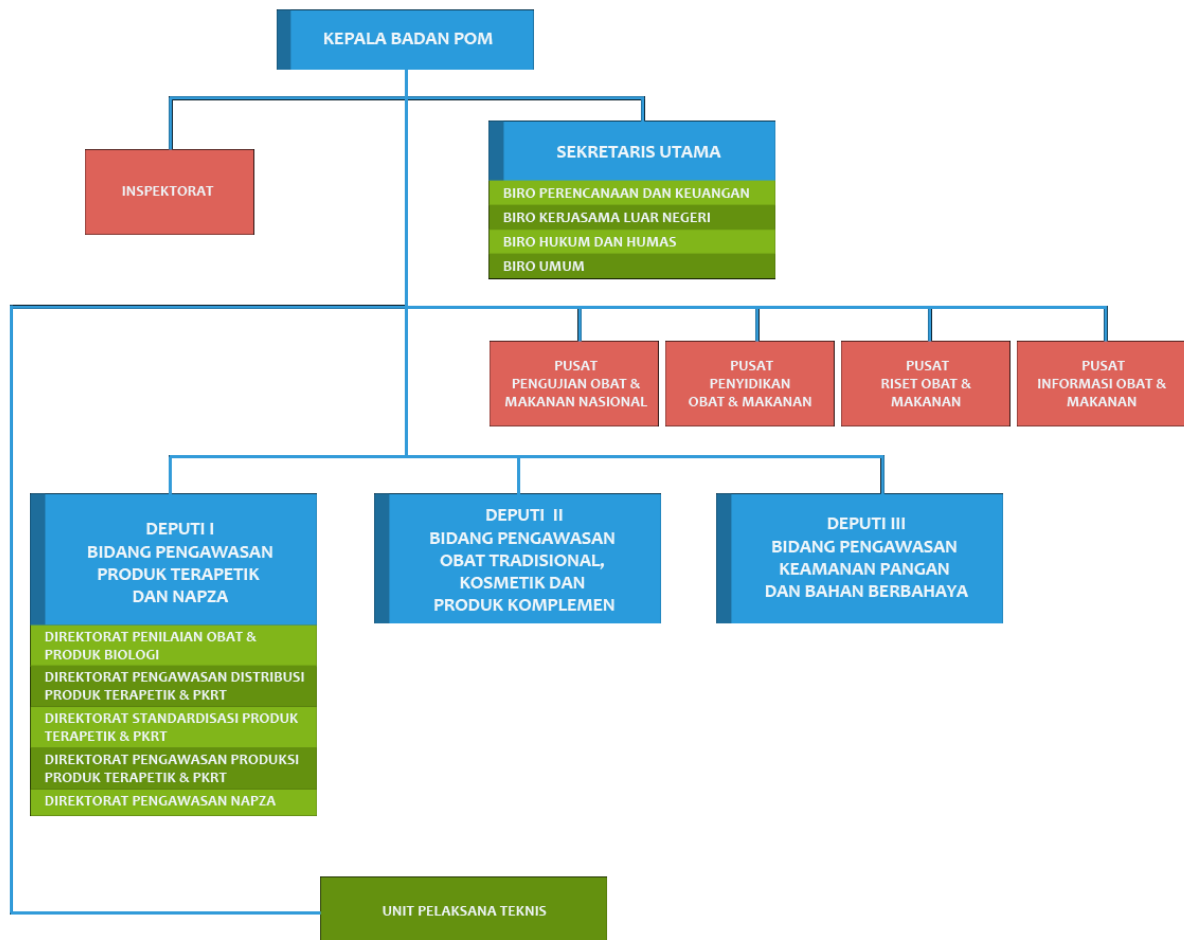 KEPALA BADAN POM
INSPEKTORAT
SEKRETARIS UTAMA
BIRO PERENCANAAN DAN KEUANGAN
BIRO KERJASAMA LUAR NEGERI
BIRO HUKUM DAN HUMAS
BIRO UMUM
PUSAT
PENGUJIAN OBAT &
MAKANAN NASIONAL
PUSAT
PENYIDIKAN
OBAT & MAKANAN
PUSAT
RISET OBAT &
MAKANAN
PUSAT
INFORMASI OBAT &
MAKANAN
DEPUTI I
BIDANG PENGAWASAN
PRODUK TERAPETIK
DAN NAPZA
DIREKTORAT PENILAIAN OBAT &
PRODUK BIOLOGI
DIREKTORAT PENGAWASAN DISTRIBUSI
PRODUK TERAPETIK & PKRT
DIREKTORAT STANDARDISASI PRODUK
TERAPETIK & PKRT
DIREKTORAT PENGAWASAN PRODUKSI
PRODUK TERAPETIK & PKRT
DIREKTORAT PENGAWASAN NAPZA
DEPUTI II
BIDANG PENGAWASAN
OBAT TRADISIONAL,
KOSMETIK DAN
PRODUK KOMPLEMEN
DEPUTI III
BIDANG PENGAWASAN
KEAMANAN PANGAN
DAN BAHAN BERBAHAYA
UNIT PELAKSANA TEKNIS